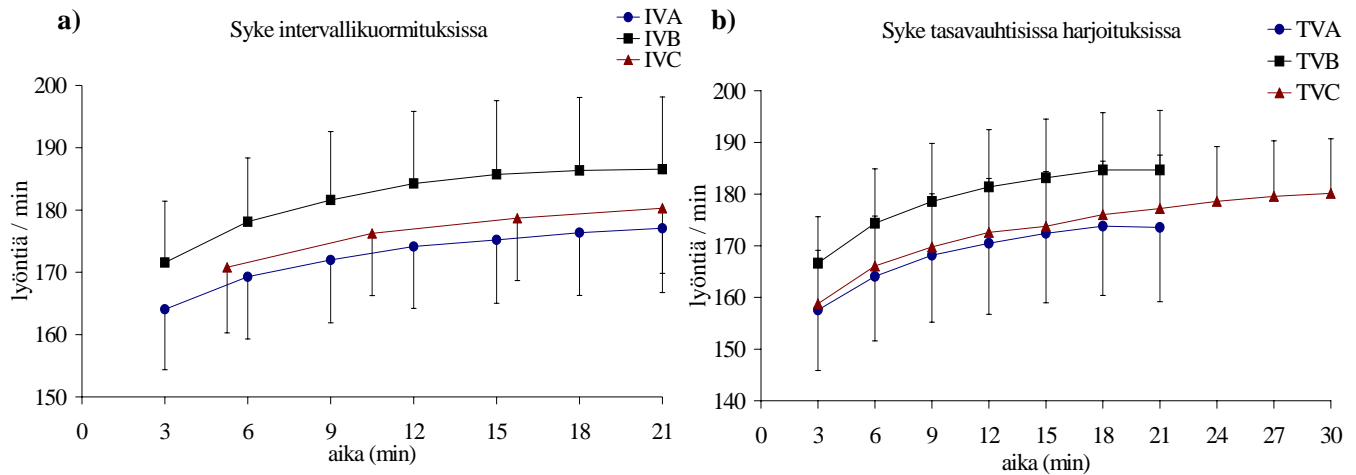 a)
Syke intervallikuormituksissa
IVA
IVB
IVC
200
190
180
170
160
150
lyöntiä / min
0 3 6 9 12 15 18 21
aika (min)
b)
Syke tasavauhtisissa harjoituksissa
TVA
TVB
TVC
200
190
180
170
160
150
140
lyöntiä / min
0 3 6 9 12 15 18 21 24 27 30
aika (min)